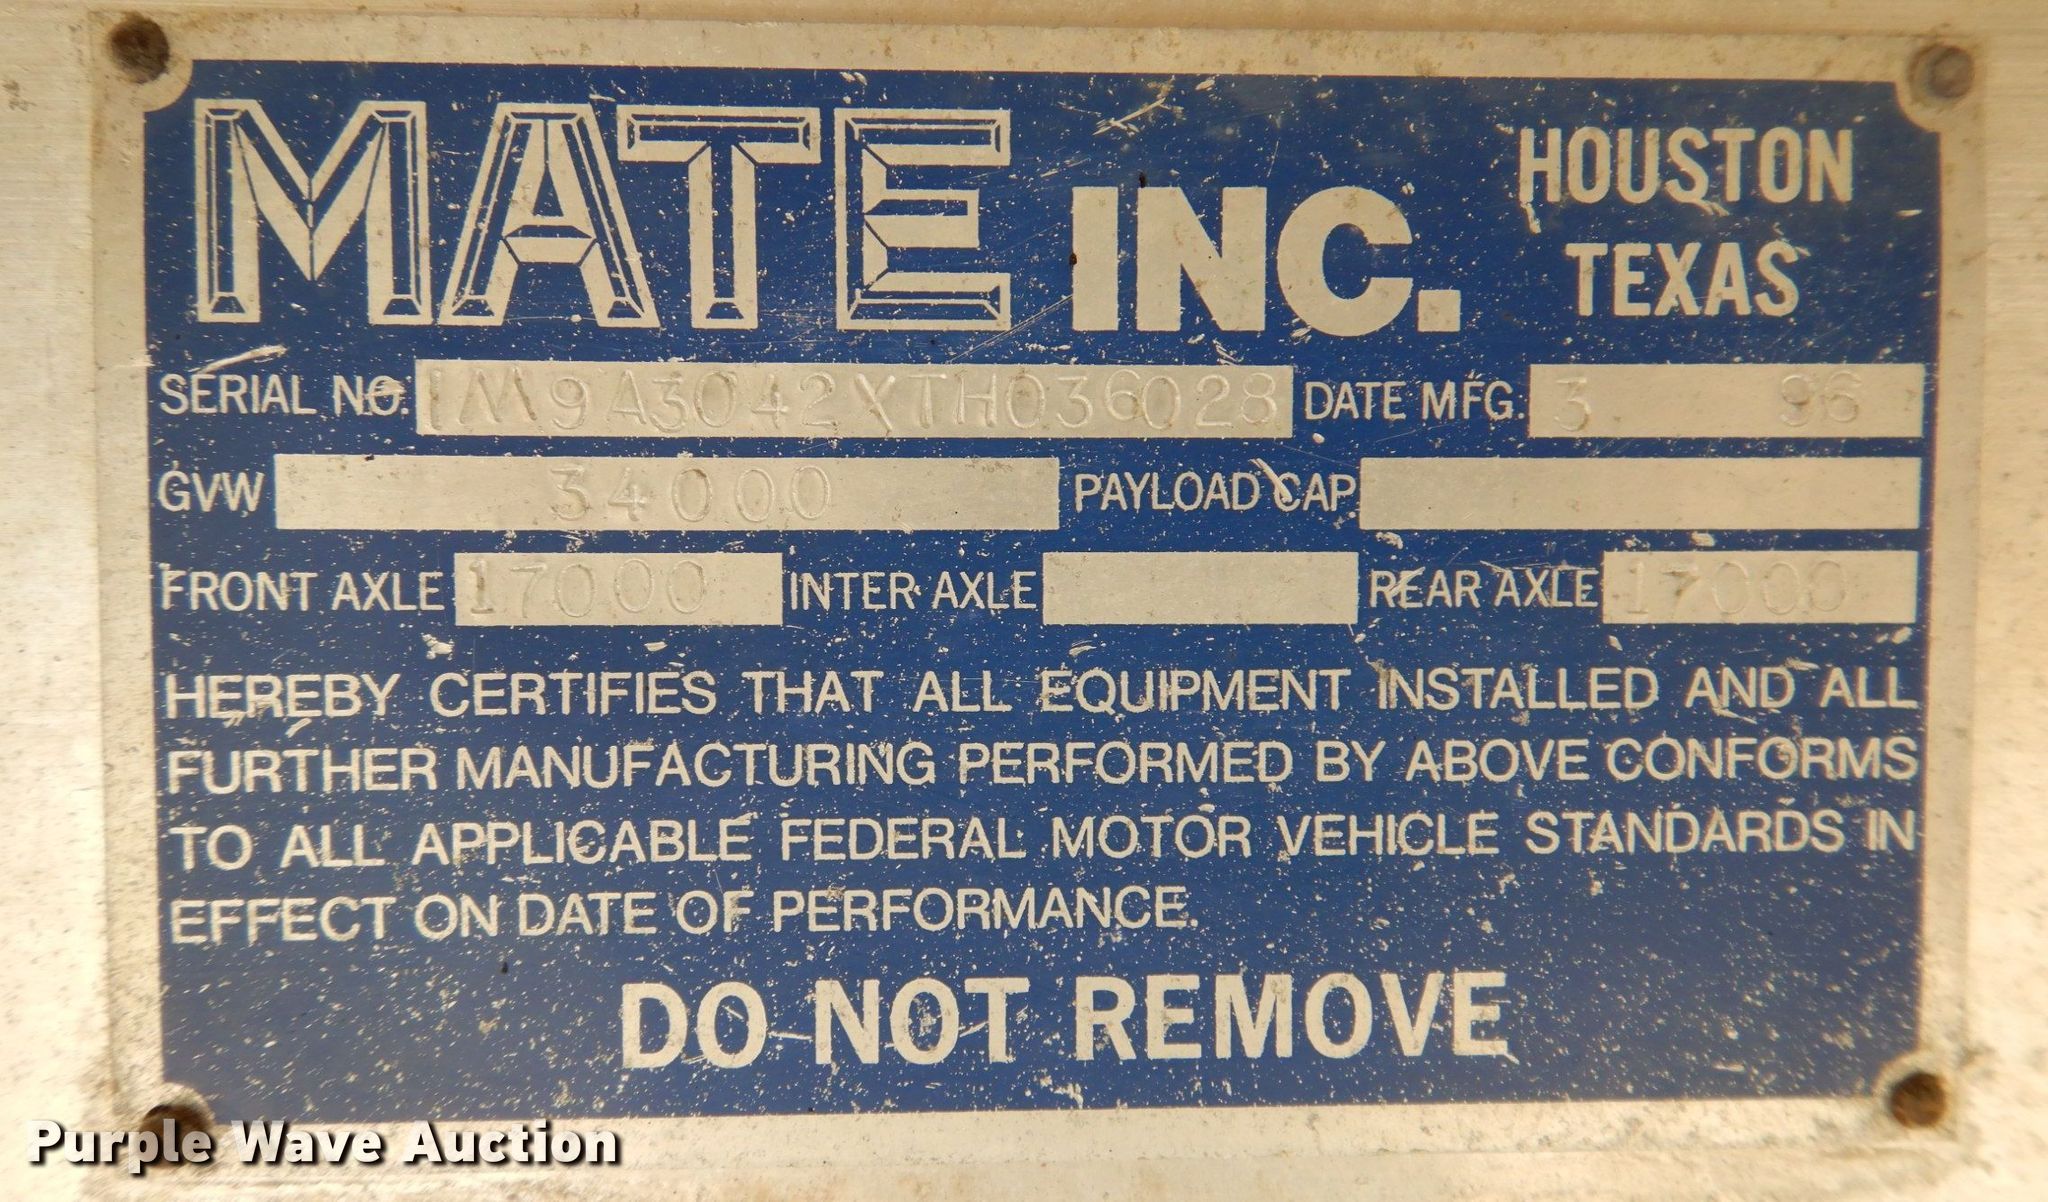 MATE INC. HOUSTON TEXAS
SERIAL NO. 1M9A3042XTH036028 DATE MFG. 3 96
GVW 34000 PAYLOAD CAP
FRONT AXLE 17000 INTER AXLE REAR AXLE 17000
HEREBY CERTIFIES THAT ALL EQUIPMENT INSTALLED AND ALL
FURTHER MANUFACTURING PERFORMED BY ABOVE CONFORMS
TO ALL APPLICABLE FEDERAL MOTOR VEHICLE STANDARDS IN
EFFECT ON DATE OF PERFORMANCE.
DO NOT REMOVE
Purple Wave Auction